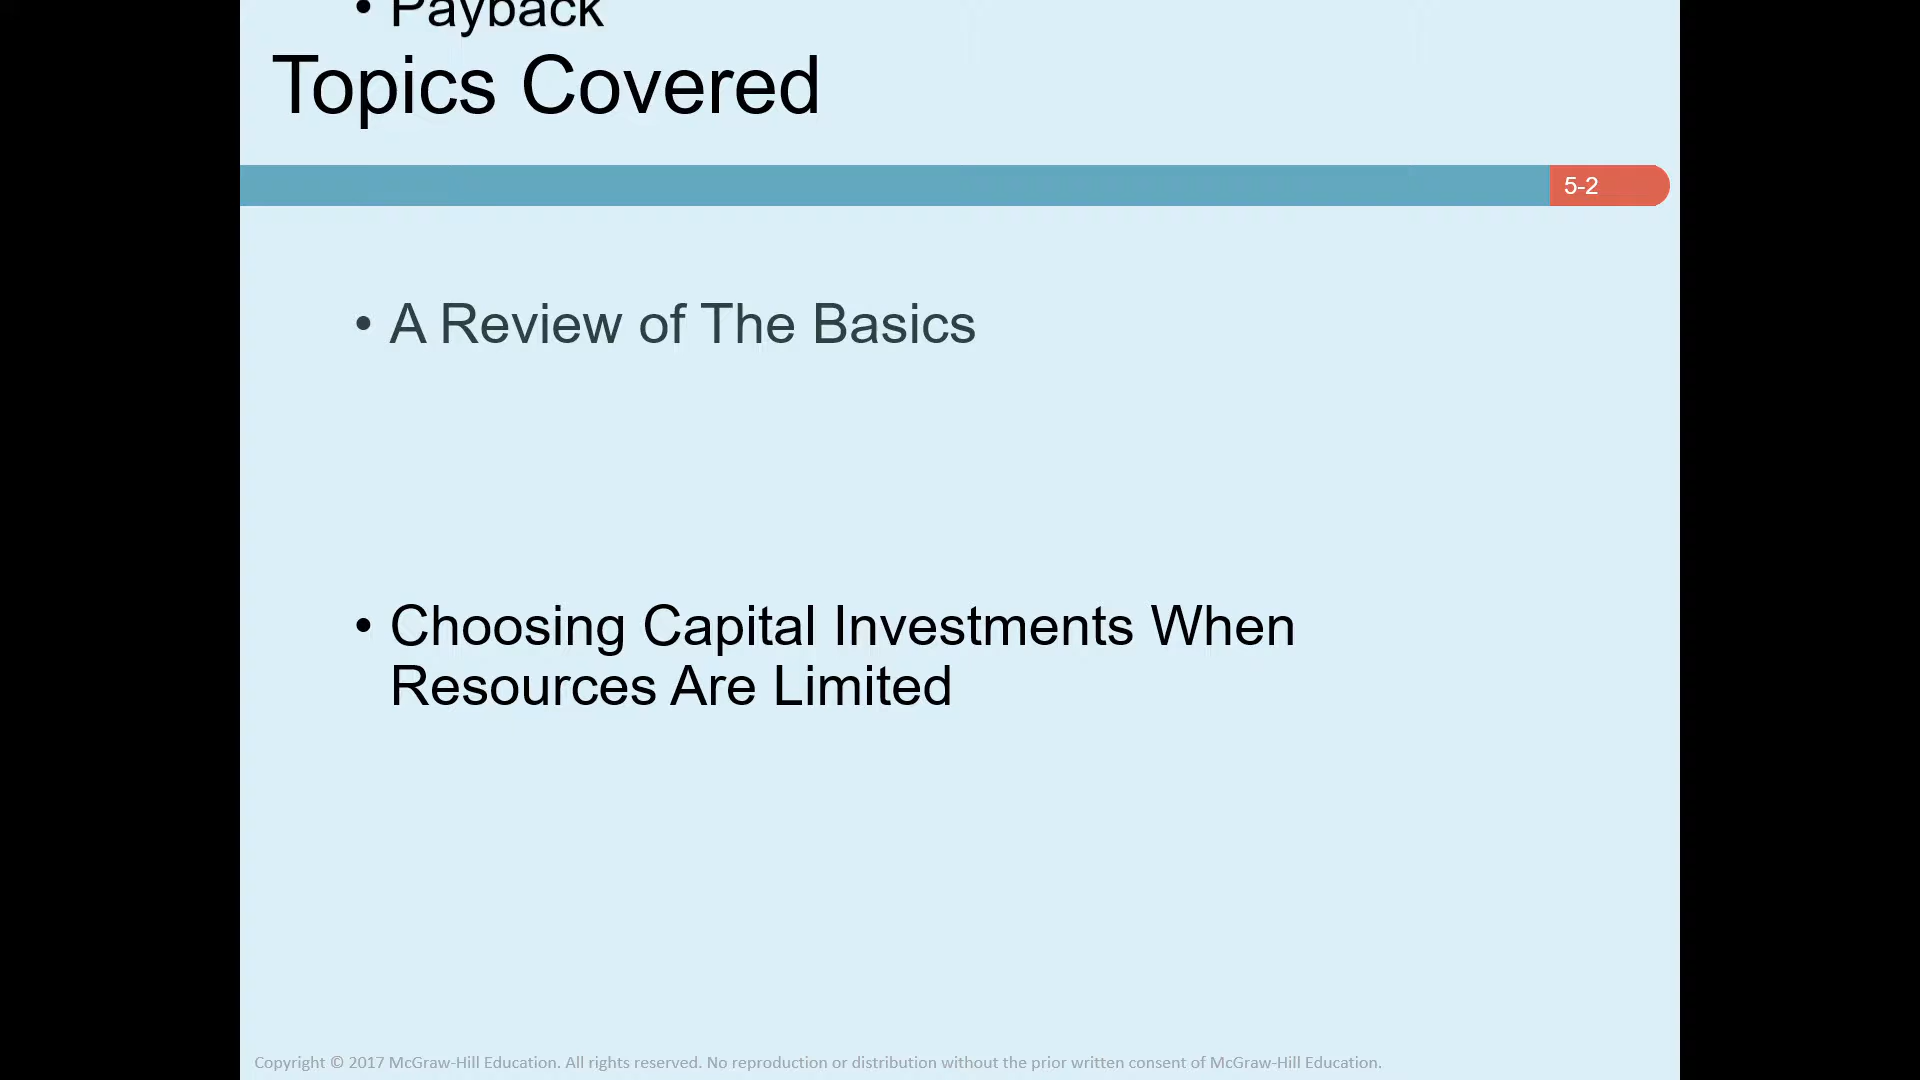 • Payback
Topics Covered
5-2
• A Review of The Basics
• Choosing Capital Investments When
Resources Are Limited
Copyright © 2017 McGraw-Hill Education. All rights reserved. No reproduction or distribution without the prior written consent of McGraw-Hill Education.